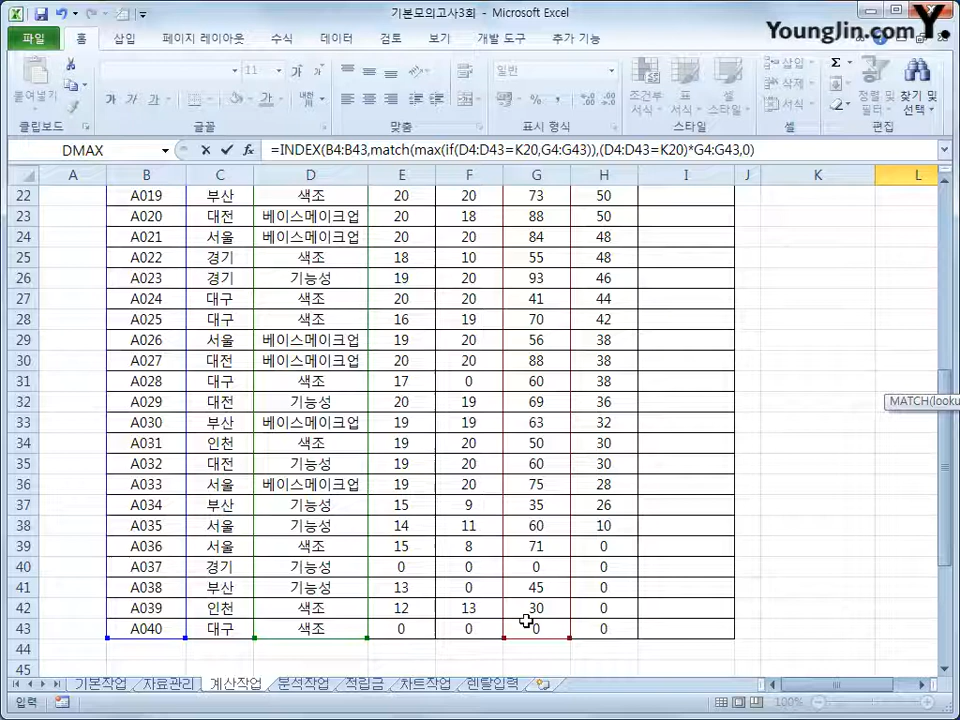 기본모의고사3회 - Microsoft Excel
YoungJin.com Y.
파일 홈 삽입 페이지 레이아웃 수식 데이터 검토 보기 개발 도구 추가 기능
붙여넣기 11 가 가 일반 조건부 서식 표 서식 셀 스타일 삽입 삭제 서식 정렬 및 필터 찾기 및 선택
가 가 가 %
클립보드 글꼴 맞춤 표시 형식 스타일 셀 편집
DMAX =INDEX(B4:B43,match(max(if(D4:D43=K20,G4:G43)),(D4:D43=K20)*G4:G43,0)
A B C D E F G H I J K L
22 A019 부산 색조 20 20 73 50
23 A020 대전 베이스메이크업 20 18 88 50
24 A021 서울 베이스메이크업 20 20 84 48
25 A022 경기 색조 18 10 55 48
26 A023 경기 기능성 19 20 93 46
27 A024 대구 색조 20 20 41 44
28 A025 대구 색조 16 19 70 42
29 A026 서울 베이스메이크업 19 20 56 38
30 A027 대전 베이스메이크업 20 20 88 38
31 A028 대구 색조 17 0 60 38
32 A029 대전 기능성 20 19 69 36
33 A030 부산 베이스메이크업 19 19 63 32
34 A031 인천 색조 19 20 50 30
35 A032 대전 기능성 19 20 60 30
36 A033 서울 베이스메이크업 19 20 75 28
37 A034 부산 기능성 15 9 35 26
38 A035 서울 기능성 14 11 60 10
39 A036 서울 색조 15 8 71 0
40 A037 경기 기능성 0 0 0 0
41 A038 부산 기능성 13 0 45 0
42 A039 인천 색조 12 13 30 0
43 A040 대구 색조 0 0 0 0
44
45
MATCH(looku
기본작업 자료관리 계산작업 분석작업 적립금 차트작업 렌탈입력
입력 100%